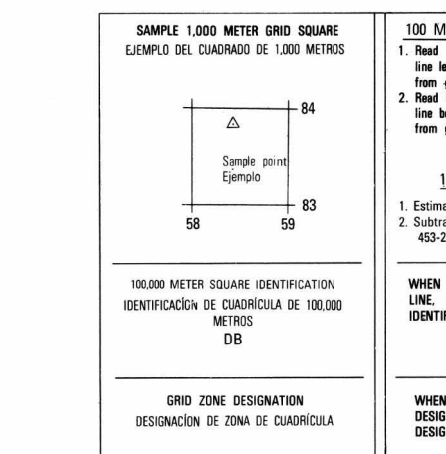 SAMPLE 1,000 METER GRID SQUARE
EJEMPLO DEL CUADRADO DE 1,000 METROS
84
Sample point
Ejemplo
83
58 59
100,000 METER SQUARE IDENTIFICATION
IDENTIFICACÍGN DE CUADRÍCULA DE 100,000
METROS
DB
GRID ZONE DESIGNATION
DESIGNACÍON DE ZONA DE CUADRÍCULA
100 M
1. Read
line le
from
2. Read
line b
from
1
1. Estima
2. Subtra
453-2
WHEN
LINE,
IDENTIF
WHEN
DESIG
DESIG